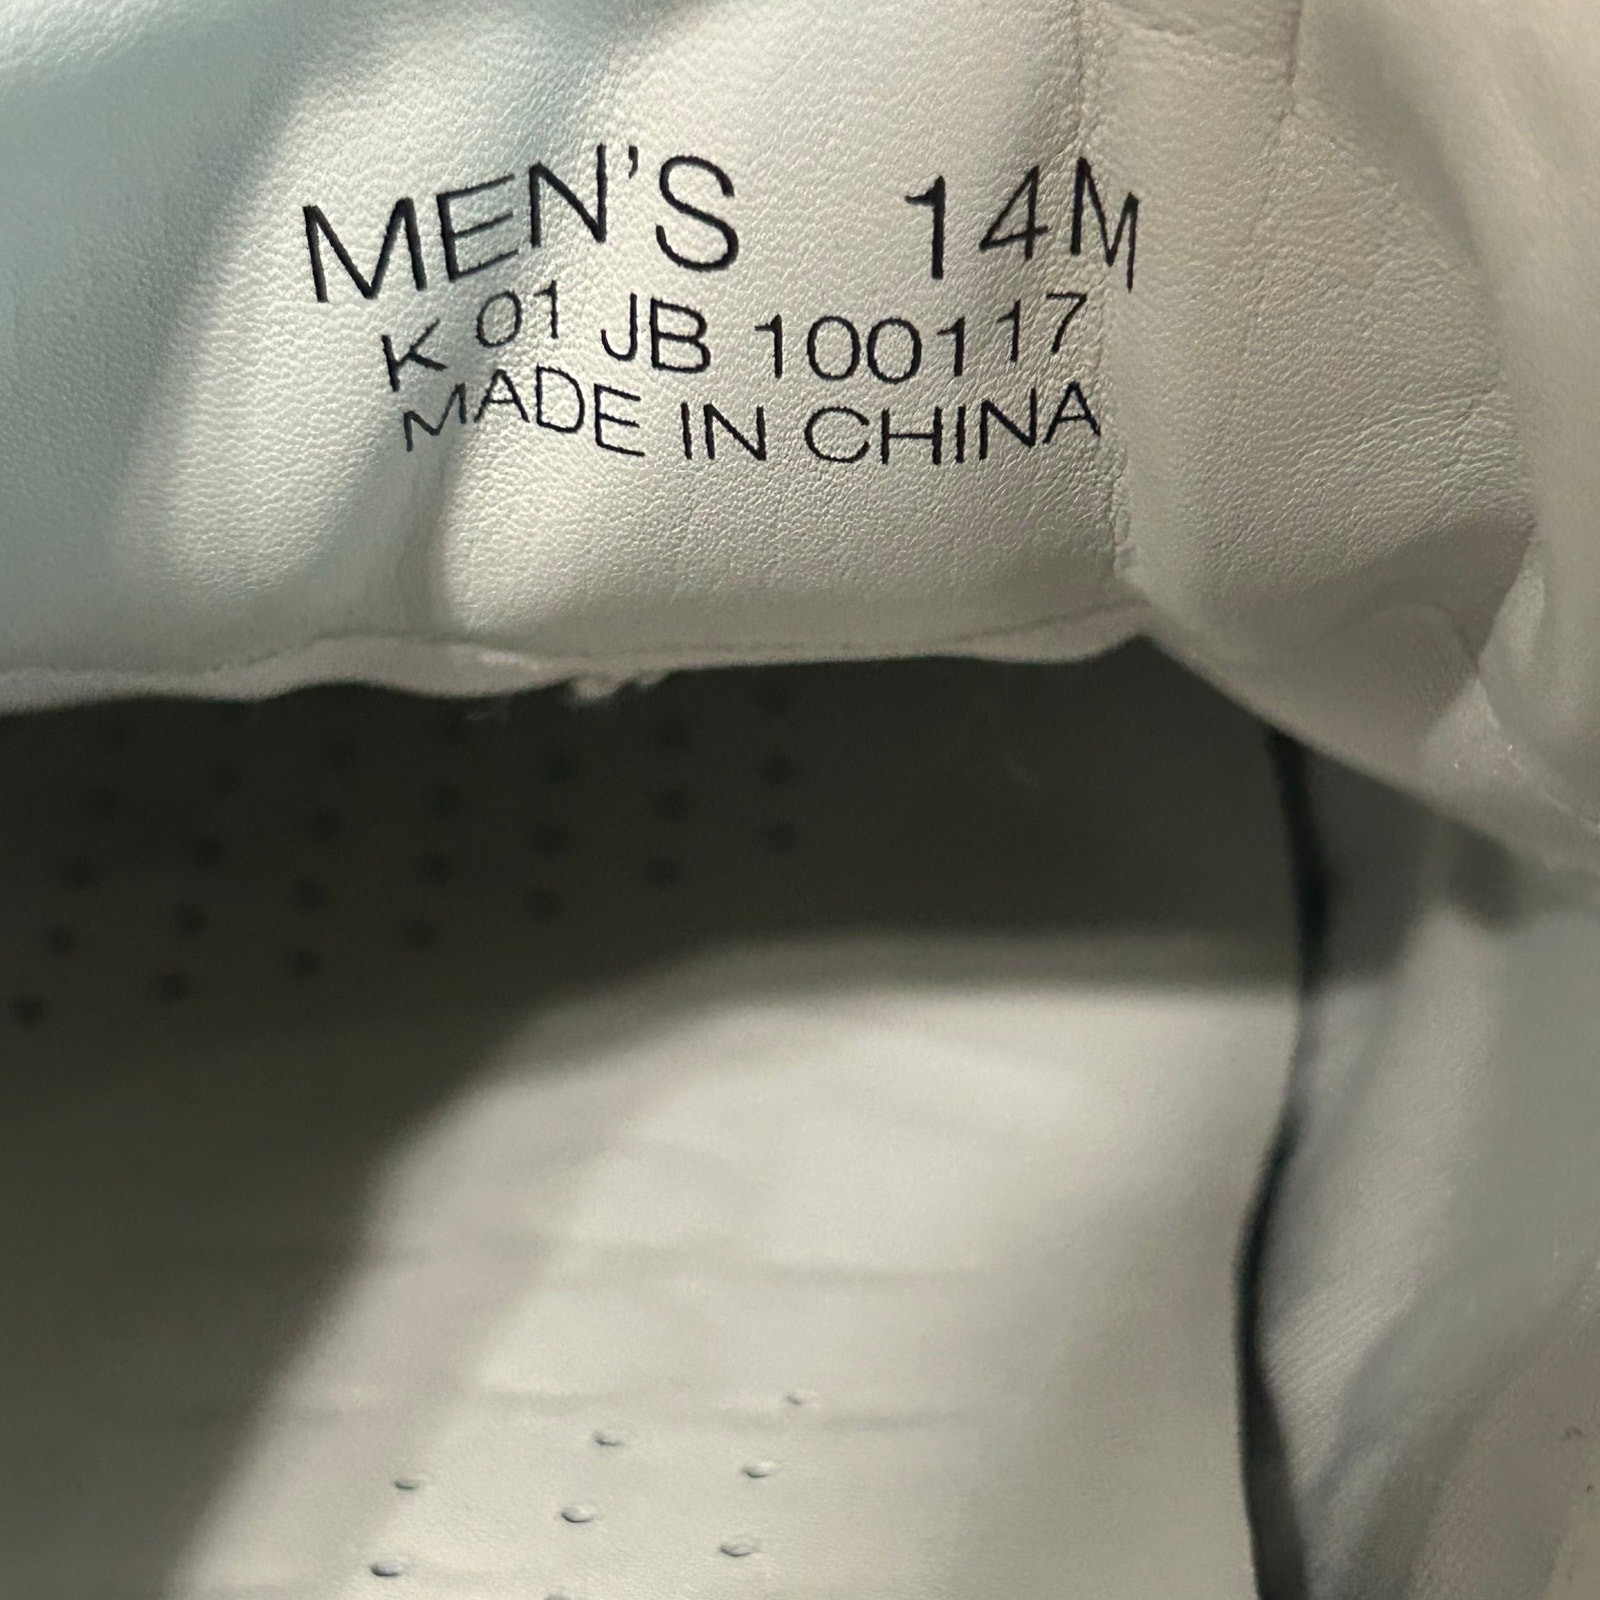 MEN'S 14M
K 01 JB 100117
MADE IN CHINA